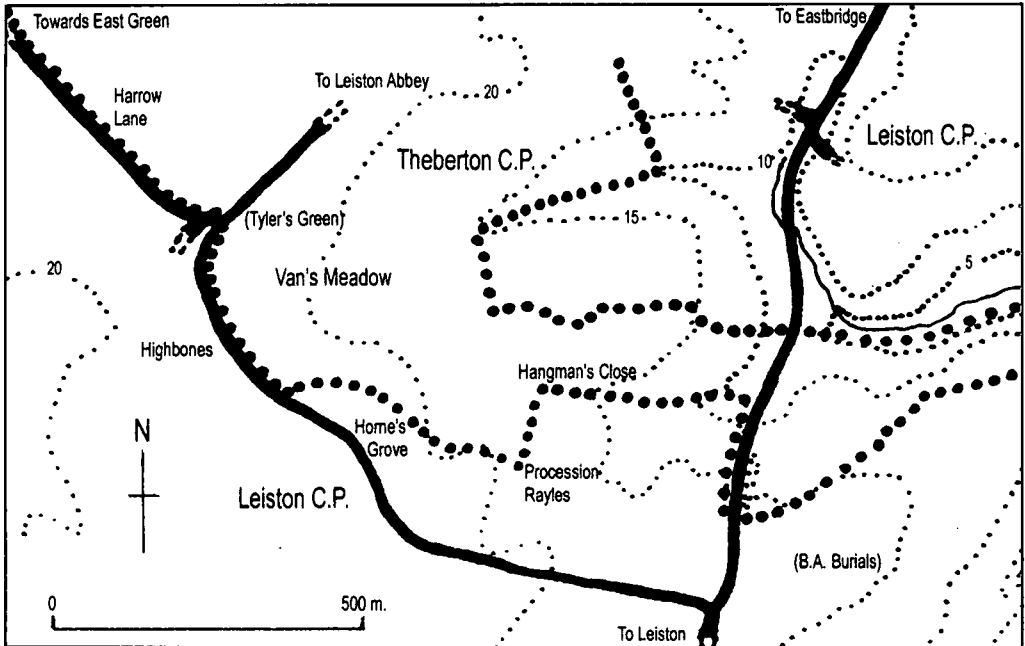 Towards East Green
To Eastbridge
To Leiston Abbey
20
Harrow
Lane
Leiston C.P.
Theberton C.P.
10
(Tyler's Green)
15
20
Van's Meadow
5
Highbones
Hangman's Close
N
Horne's
Grove
Procession
Rayles
Leiston C.P.
(B.A. Burials)
0
500 m.
To Leiston